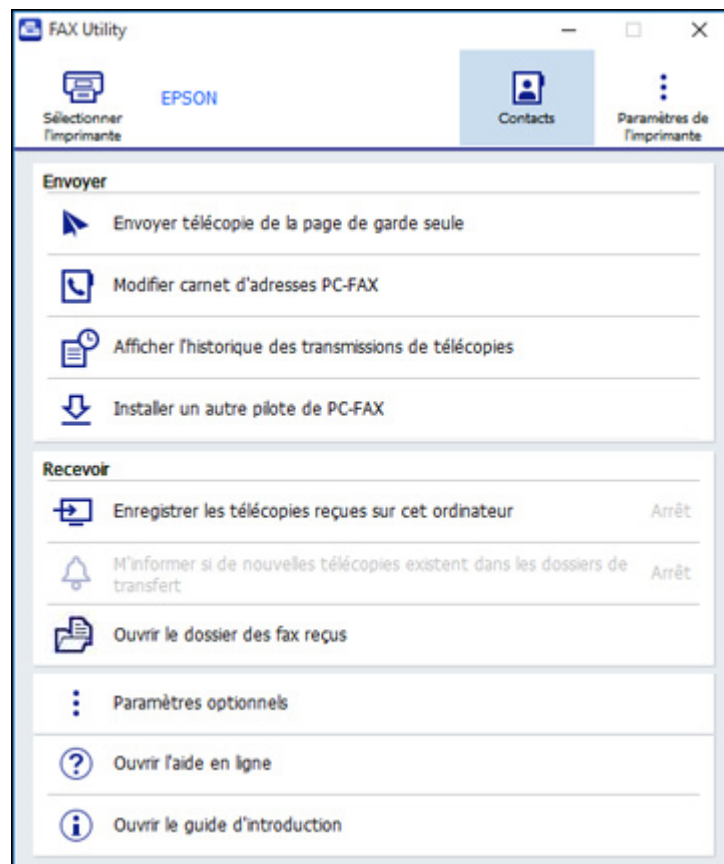 FAX Utility
Sélectionner
l'imprimante
EPSON
Contacts
Paramètres de
l'imprimante
Envoyer
Envoyer télécopie de la page de garde seule
Modifier carnet d'adresses PC-FAX
Afficher l'historique des transmissions de télécopies
Installer un autre pilote de PC-FAX
Recevoir
Enregistrer les télécopies reçues sur cet ordinateur Arrêt
M'informer si de nouvelles télécopies existent dans les dossiers de
transfert Arrêt
Ouvrir le dossier des fax reçus
Paramètres optionnels
Ouvrir l'aide en ligne
Ouvrir le guide d'introduction